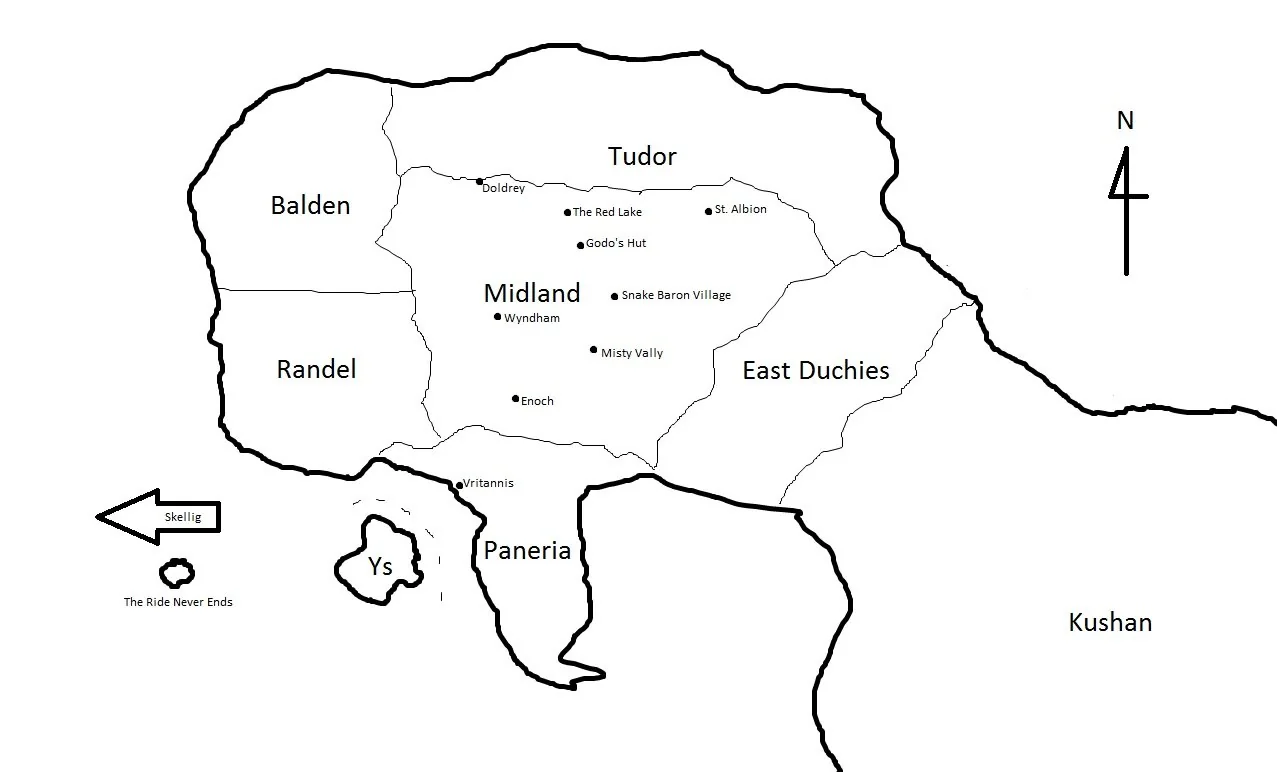 N
Tudor
Doldrey
Balden
The Red Lake
St. Albion
Godo's Hut
Midland
Snake Baron Village
Wyndham
Misty Vally
Randel
East Duchies
Enoch
Vritannis
Skellig
Paneria
Ys
The Ride Never Ends
Kushan